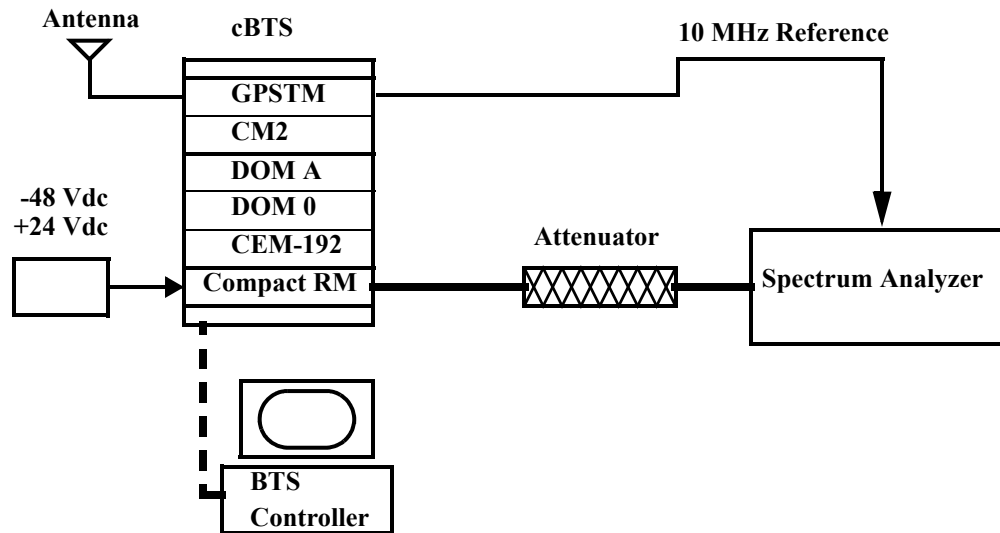 Antenna
cBTS
10 MHz Reference
GPSTM
CM2
DOM A
DOM 0
CEM-192
Compact RM
-48 Vdc
+24 Vdc
Attenuator
Spectrum Analyzer
BTS
Controller